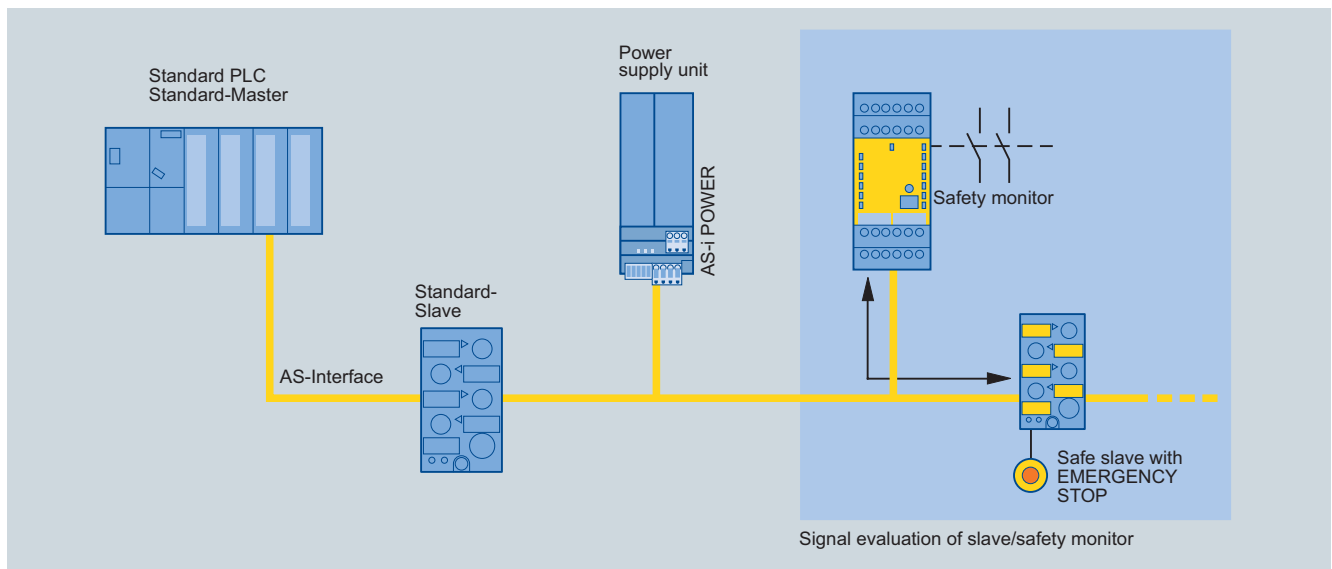 Standard PLC
Standard-Master
Power
supply unit
AS-i POWER
Safety monitor
Standard-
Slave
AS-Interface
Safe slave with
EMERGENCY
STOP
Signal evaluation of slave/safety monitor